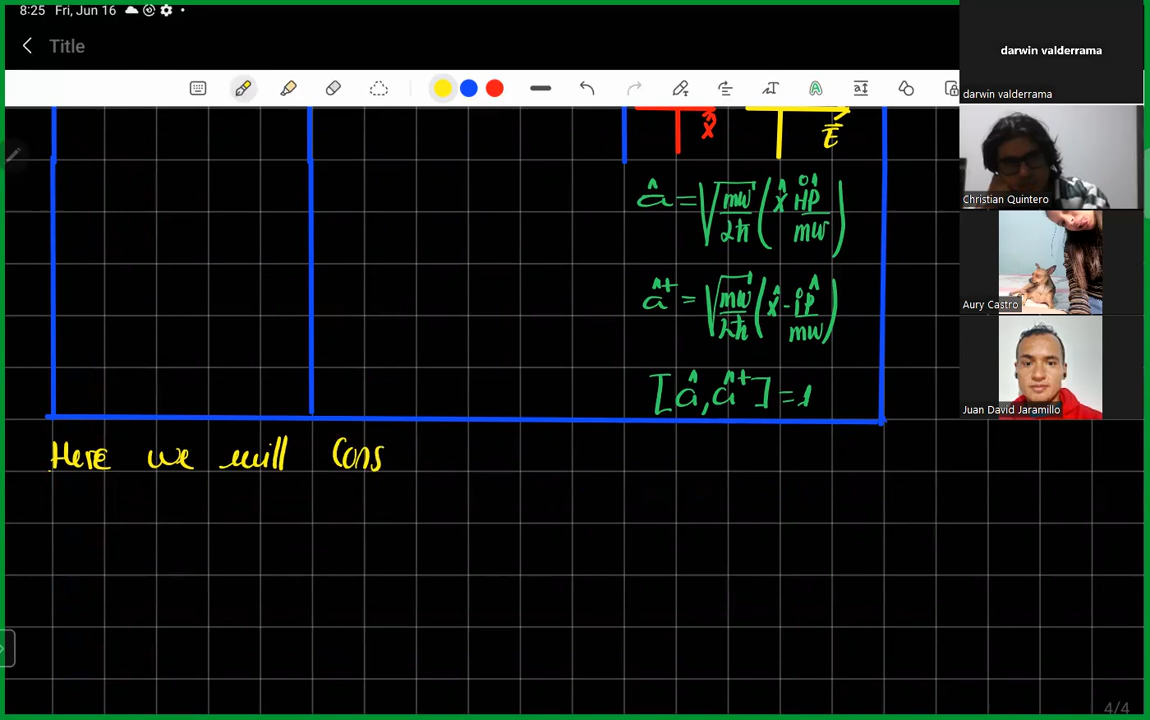 8:25 Fri, Jun 16
Title
darwin valderrama
darwin valderrama
Christian Quintero
Aury Castro
Juan David Jaramillo
x̂
E⃗
â = √(mω/2ħ) (x̂ + iP̂/mω)
â† = √(mω/2ħ) (x̂ - iP̂/mω)
[â, â†] = 1
Here we will Cons
4/4